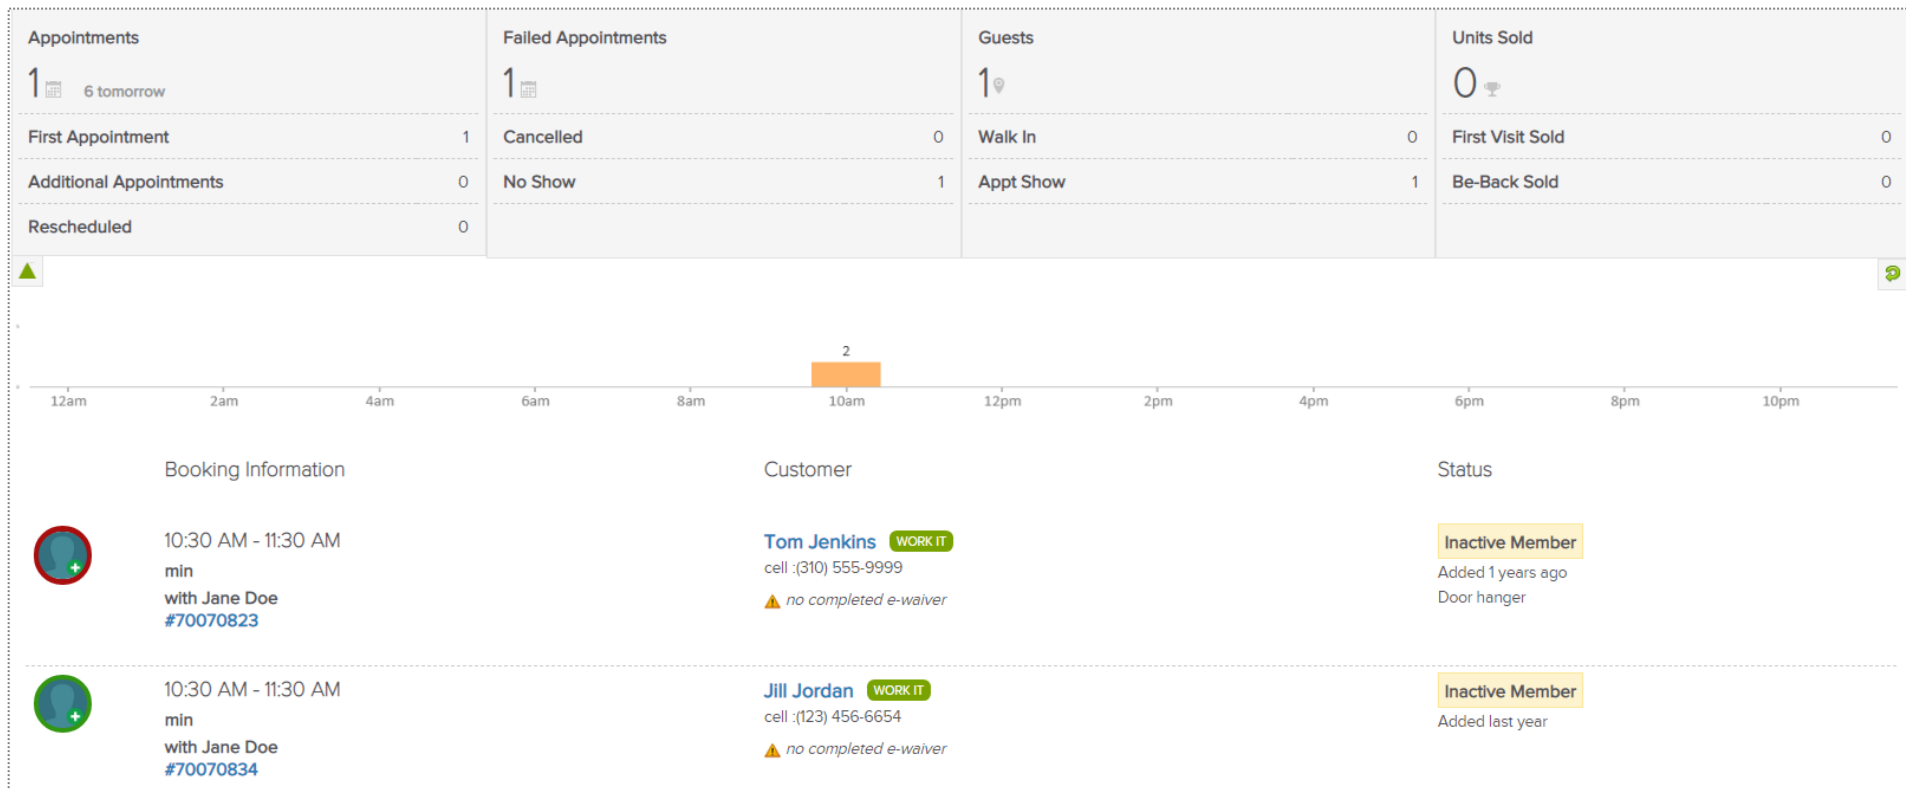 Appointments
1 6 tomorrow
First Appointment 1
Additional Appointments 0
Rescheduled 0
Failed Appointments
1
Cancelled 0
No Show 1
Guests
1
Walk In 0
Appt Show 1
Units Sold
0
First Visit Sold 0
Be-Back Sold 0
2
12am 2am 4am 6am 8am 10am 12pm 2pm 4pm 6pm 8pm 10pm
Booking Information Customer Status
10:30 AM - 11:30 AM
min
with Jane Doe
#70070823
Tom Jenkins WORK IT
cell :(310) 555-9999
no completed e-waiver
Inactive Member
Added 1 years ago
Door hanger
10:30 AM - 11:30 AM
min
with Jane Doe
#70070834
Jill Jordan WORK IT
cell :(123) 456-6654
no completed e-waiver
Inactive Member
Added last year